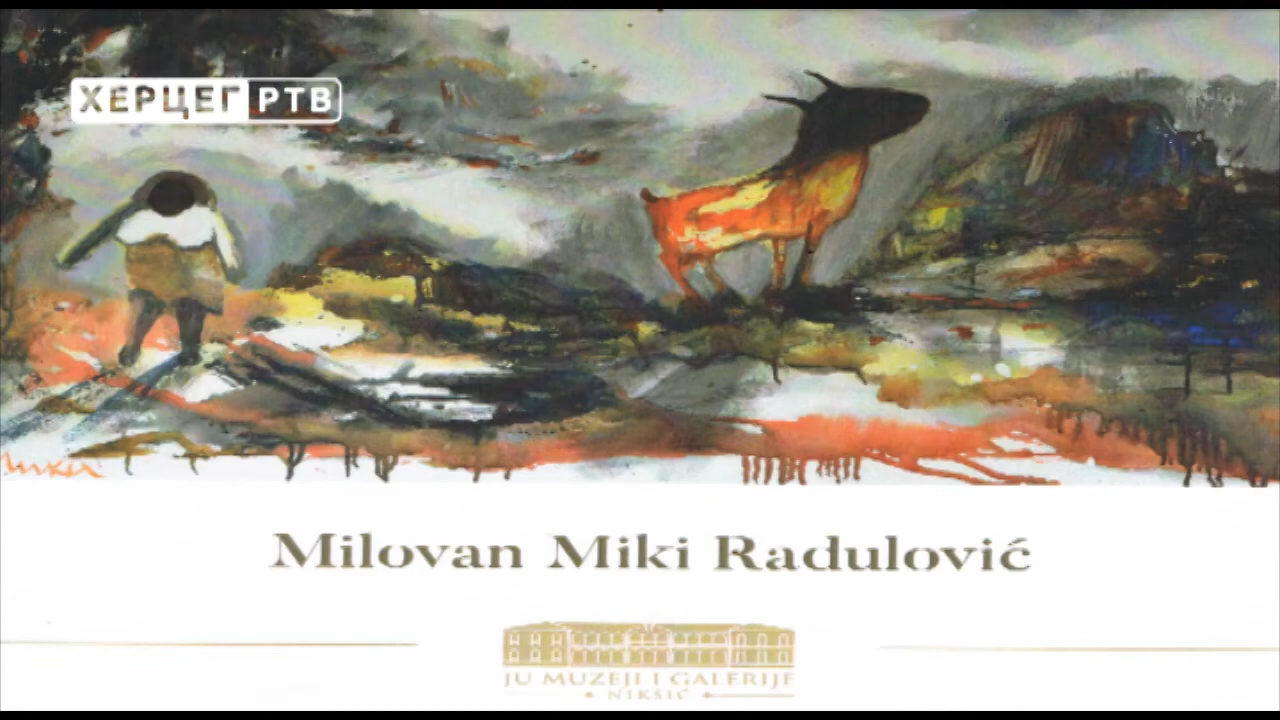 ХЕРЦЕГ РТВ
Milovan Miki Radulović
JU MUZEJI I GALERIJE
NIKŠIĆ